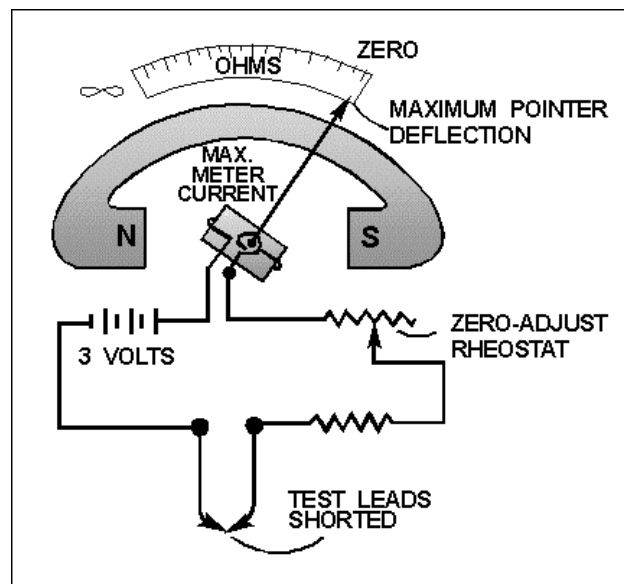 ZERO
OHMS
∞
MAXIMUM POINTER
DEFLECTION
MAX.
METER
CURRENT
N
S
3 VOLTS
ZERO-ADJUST
RHEOSTAT
TEST LEADS
SHORTED